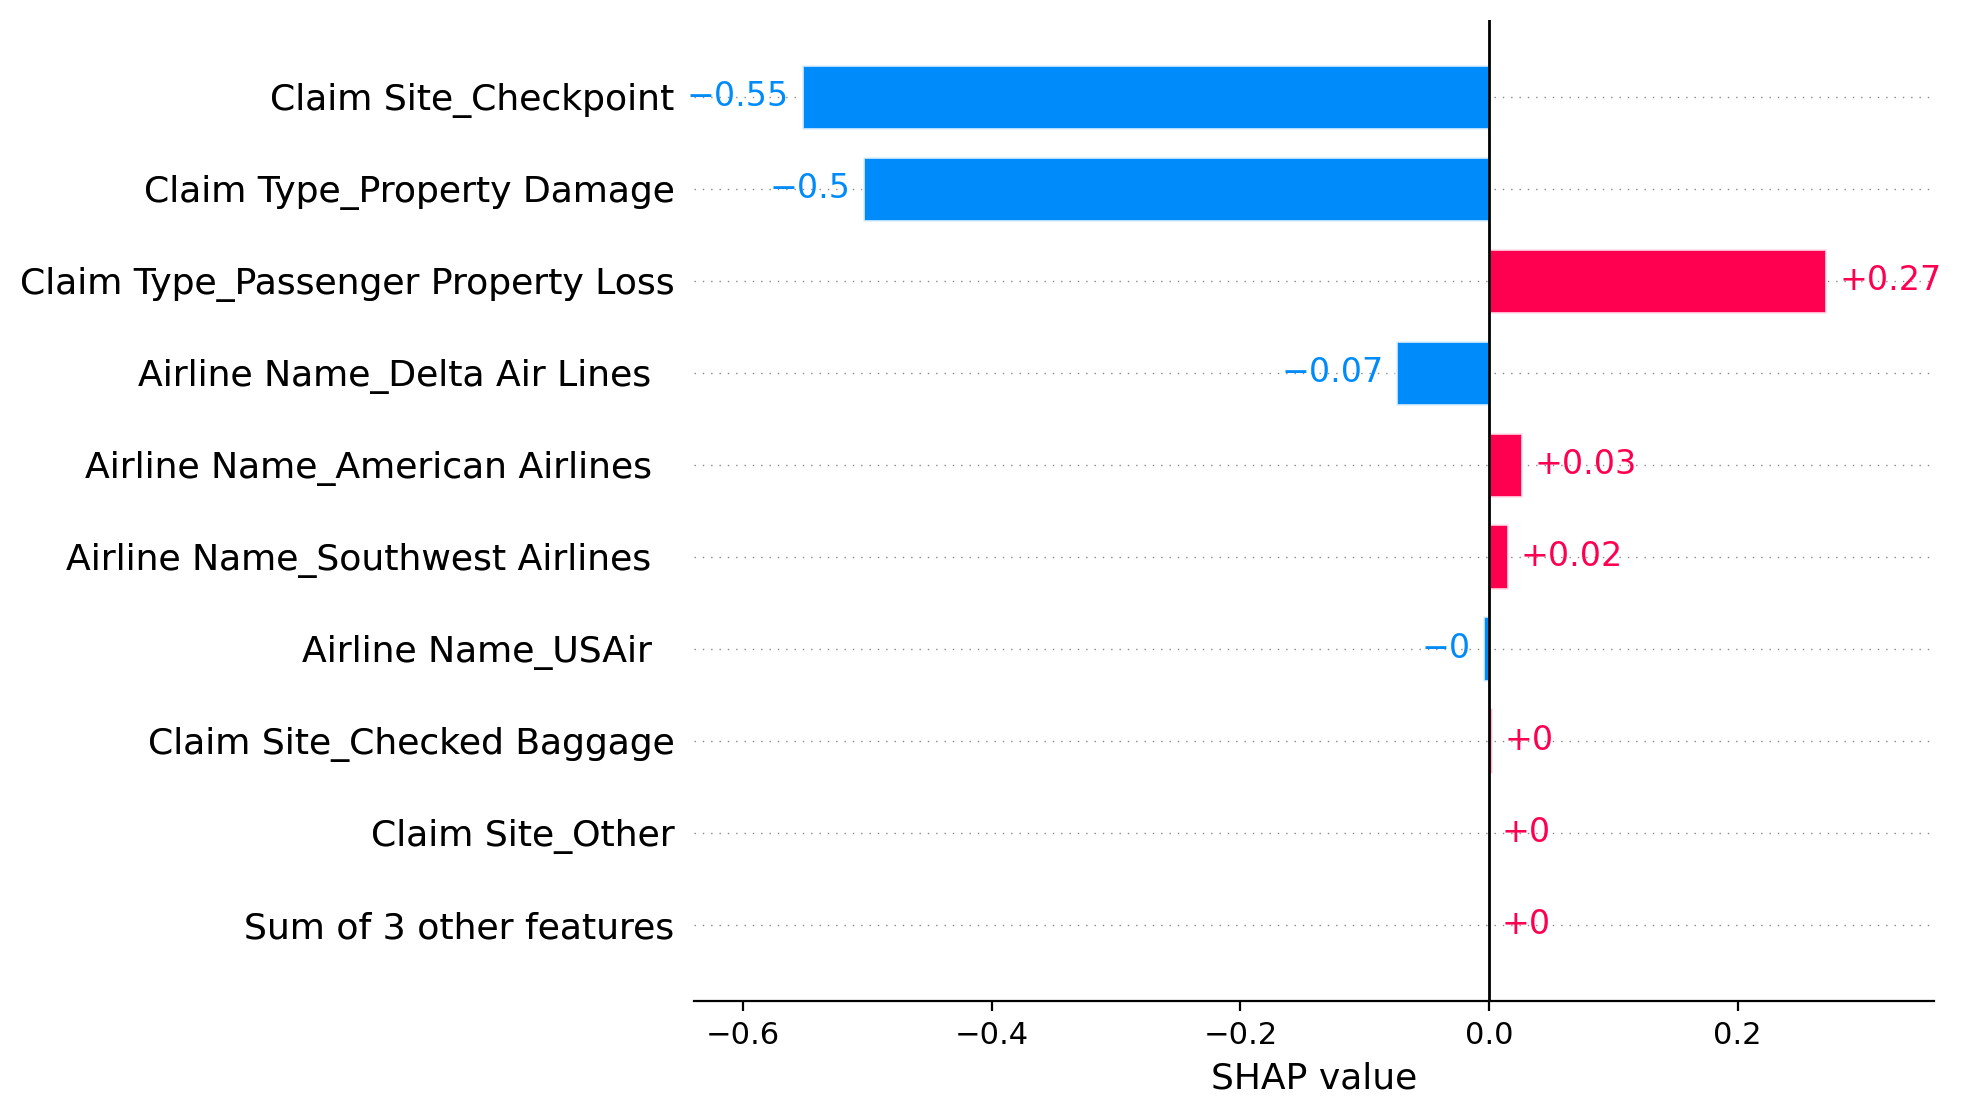 Claim Site_Checkpoint −0.55
Claim Type_Property Damage −0.5
Claim Type_Passenger Property Loss +0.27
Airline Name_Delta Air Lines −0.07
Airline Name_American Airlines +0.03
Airline Name_Southwest Airlines +0.02
Airline Name_USAir −0
Claim Site_Checked Baggage +0
Claim Site_Other +0
Sum of 3 other features +0
−0.6 −0.4 −0.2 0.0 0.2
SHAP value